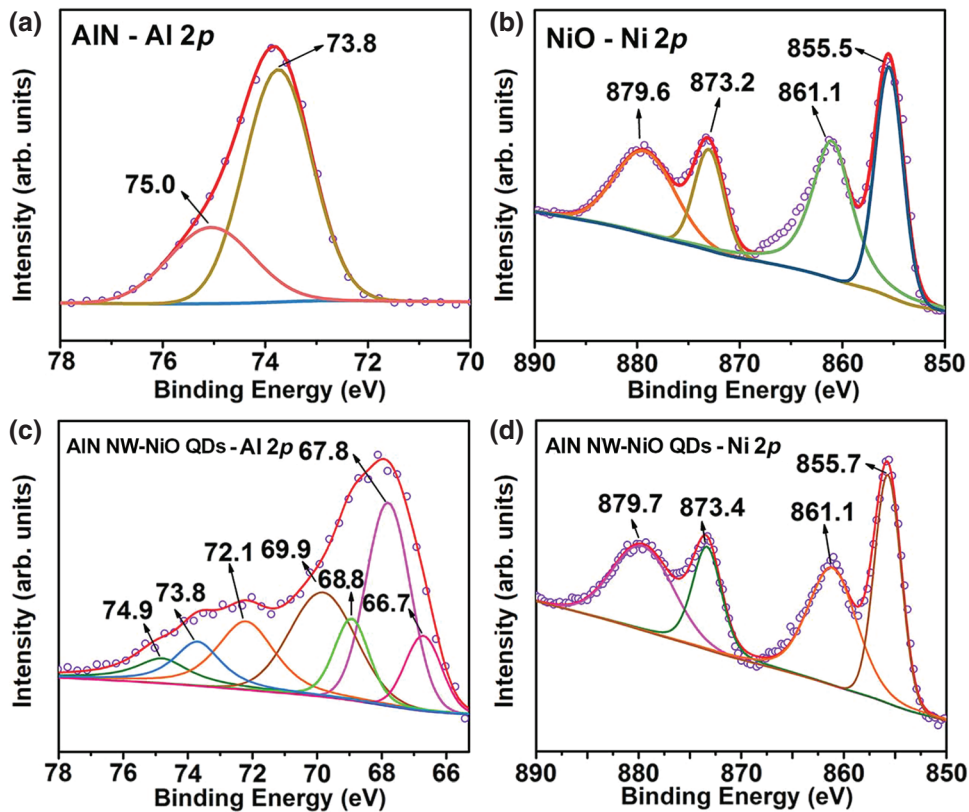 (a)
AlN - Al 2p
73.8
75.0
Intensity (arb. units)
78 76 74 72 70
Binding Energy (eV)
(b)
NiO - Ni 2p
855.5
879.6
873.2
861.1
Intensity (arb. units)
890 880 870 860 850
Binding Energy (eV)
(c)
AlN NW-NiO QDs - Al 2p
67.8
69.9
72.1
68.8
73.8
74.9
66.7
Intensity (arb. units)
78 76 74 72 70 68 66
Binding Energy (eV)
(d)
AlN NW-NiO QDs - Ni 2p
855.7
879.7
873.4
861.1
Intensity (arb. units)
890 880 870 860 850
Binding Energy (eV)